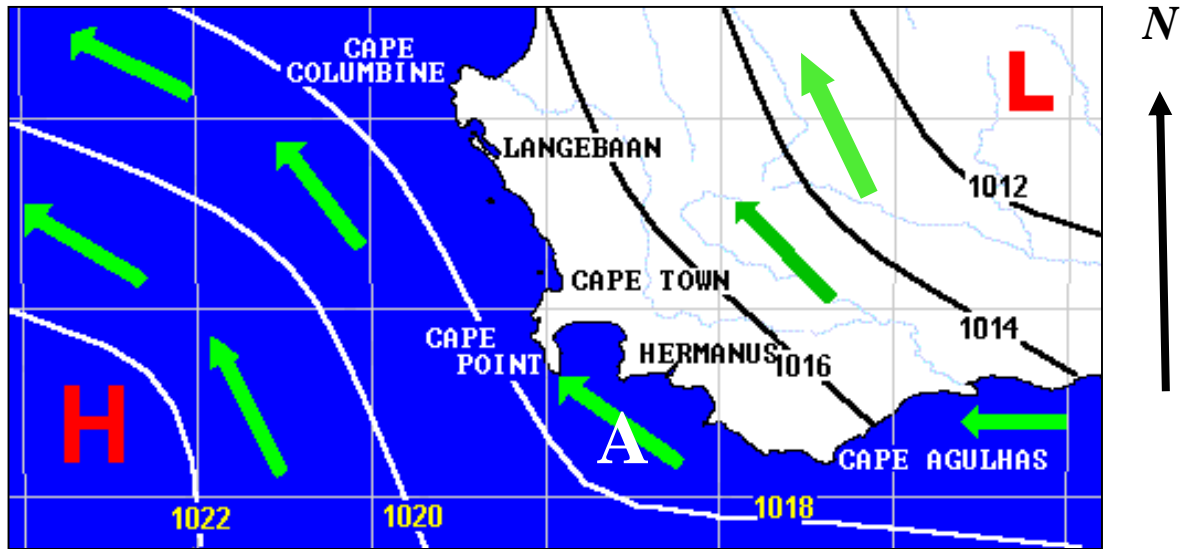 N
CAPE
COLUMBINE
L
LANGEBAAN
1012
CAPE TOWN
CAPE
POINT
1014
HERMANUS
1016
H
A
CAPE AGULHAS
1022
1020
1018